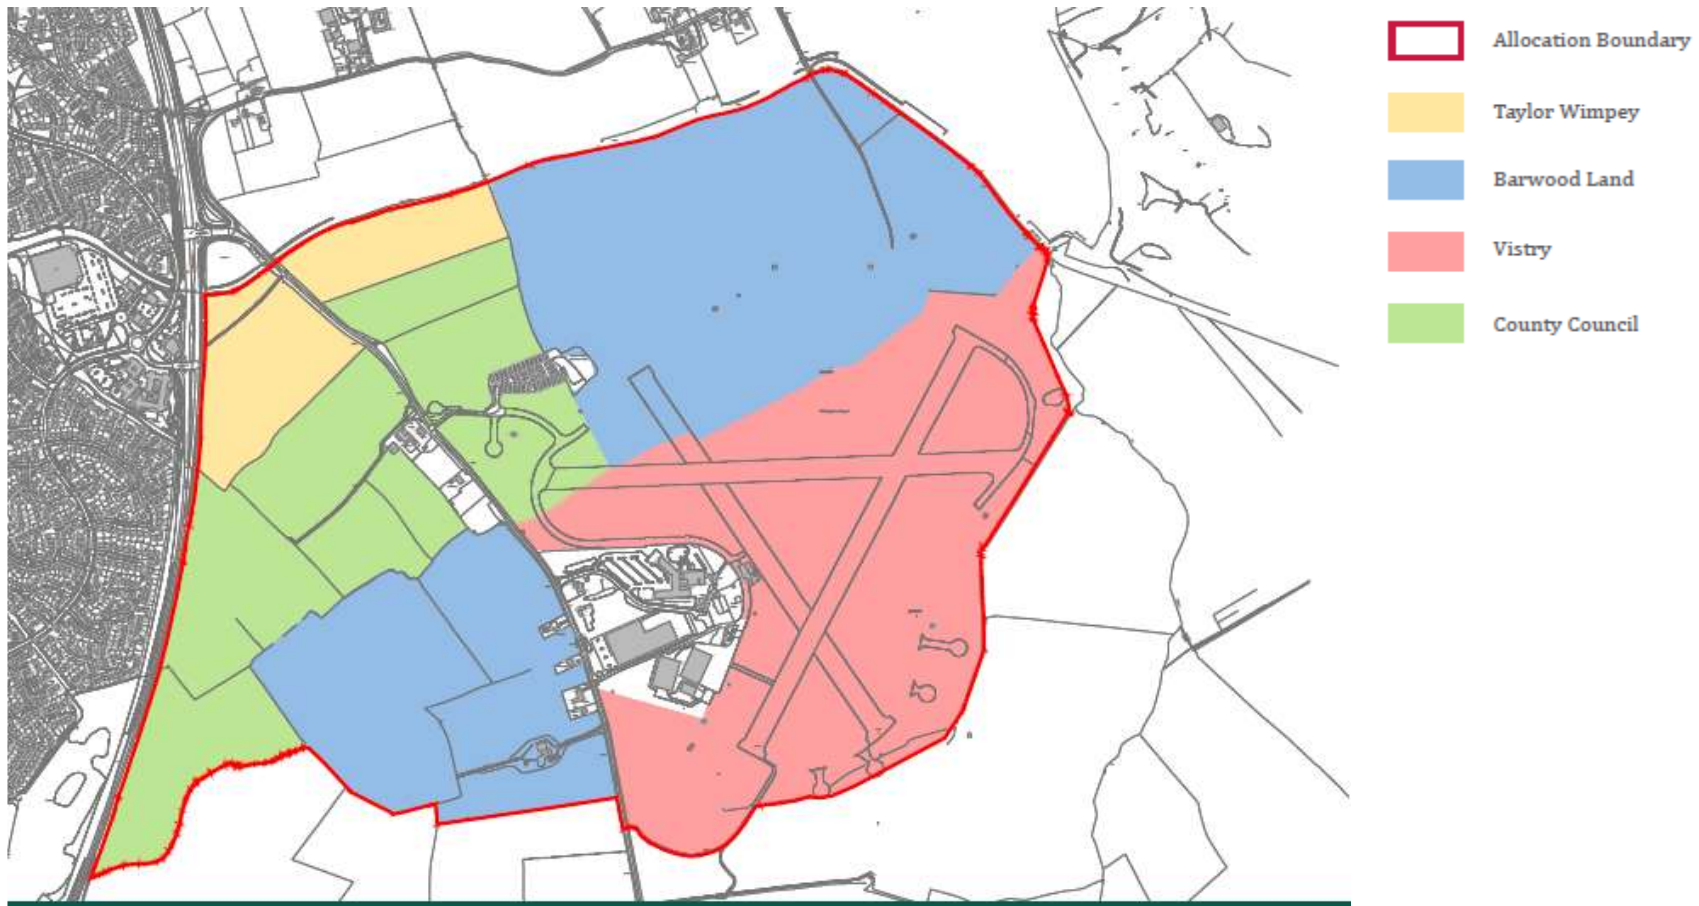 Allocation Boundary
Taylor Wimpey
Barwood Land
Vistry
County Council